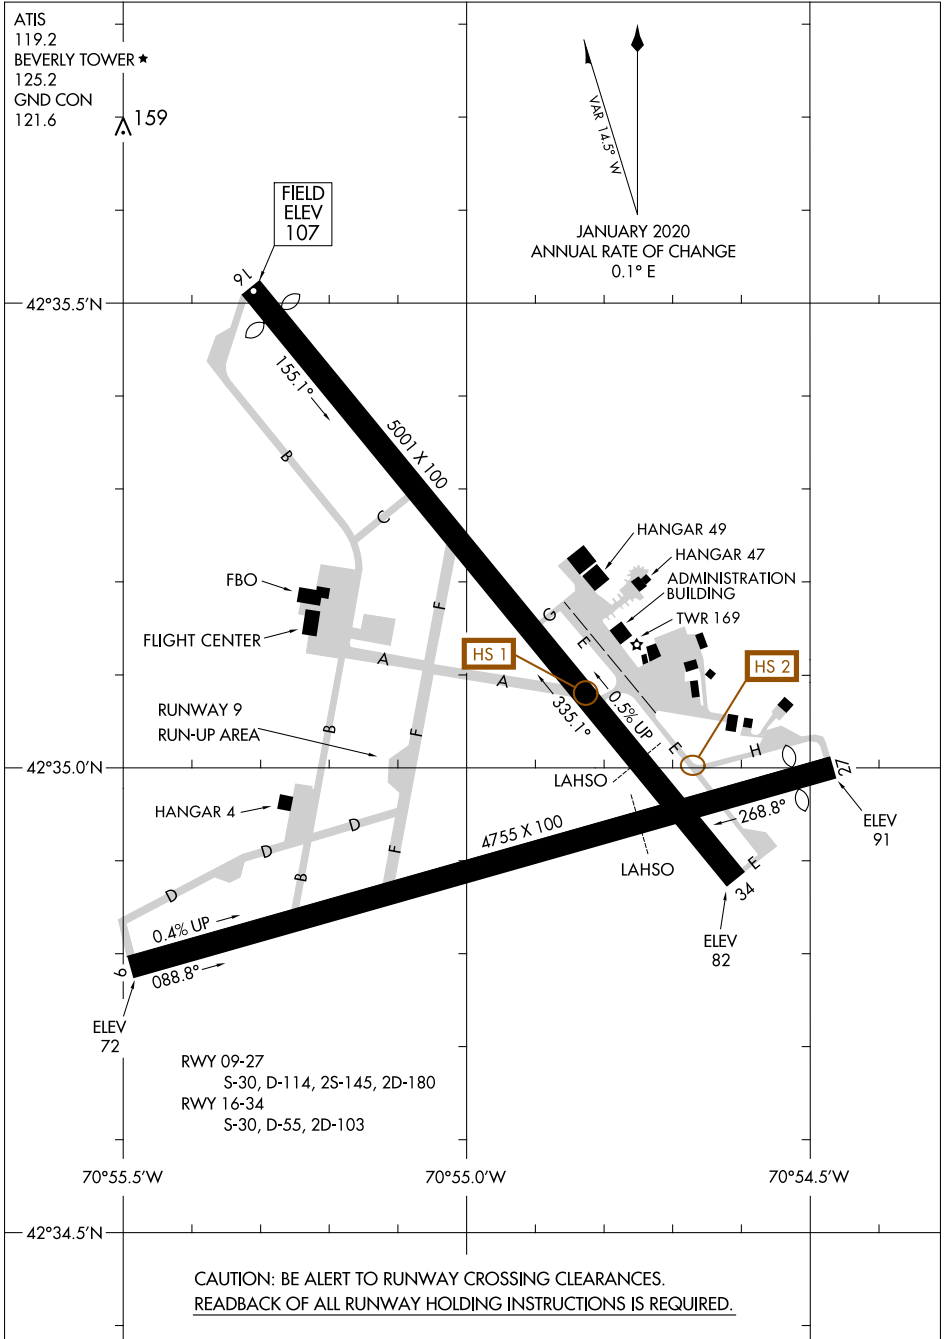 ATIS
119.2
BEVERLY TOWER ★
125.2
GND CON
121.6
159
VAR 14.5° W
JANUARY 2020
ANNUAL RATE OF CHANGE
0.1° E
FIELD
ELEV
107
16
42°35.5'N
155.1°
5001 X 100
B
C
HANGAR 49
HANGAR 47
ADMINISTRATION
BUILDING
TWR 169
FBO
FLIGHT CENTER
F
G
E
A
A
HS 1
HS 2
335.1°
0.5% UP
RUNWAY 9
RUN-UP AREA
B
F
E
H
42°35.0'N
27
LAHSO
HANGAR 4
268.8°
ELEV
91
4755 X 100
D
D
D
B
F
LAHSO
E
34
ELEV
82
0.4% UP
088.8°
9
ELEV
72
RWY 09-27
S-30, D-114, 2S-145, 2D-180
RWY 16-34
S-30, D-55, 2D-103
70°55.5'W
70°55.0'W
70°54.5'W
42°34.5'N
CAUTION: BE ALERT TO RUNWAY CROSSING CLEARANCES.
READBACK OF ALL RUNWAY HOLDING INSTRUCTIONS IS REQUIRED.